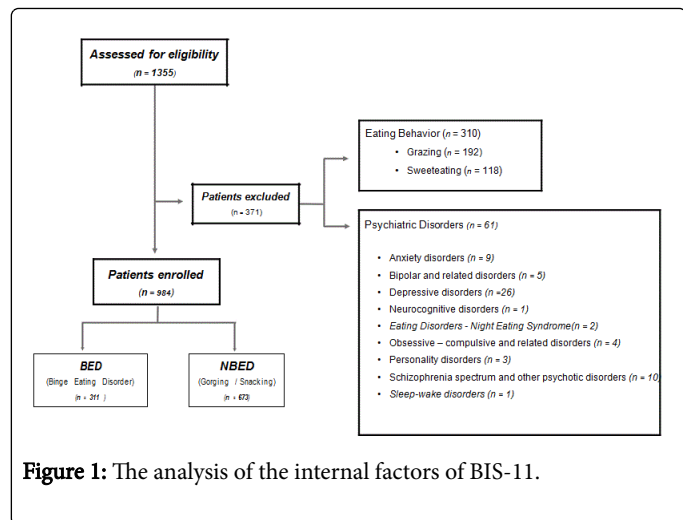 Assessed for eligibility
(n = 1355)
Eating Behavior (n = 310)
• Grazing (n = 192)
• Sweeteating (n = 118)
Patients excluded
(n - 371)
Psychiatric Disorders (n = 61)
• Anxiety disorders (n = 9)
• Bipolar and related disorders (n = 5)
• Depressive disorders (n =26)
• Neurocognitive disorders (n = 1)
• Eating Disorders - Night Eating Syndrome(n = 2)
• Obsessive – compulsive and related disorders (n = 4)
• Personality disorders (n = 3)
• Schizophrenia spectrum and other psychotic disorders (n = 10)
• Sleep-wake disorders (n = 1)
Patients enrolled
(n = 984)
BED
(Binge Eating Disorder)
(n + 311 )
NBED
(Gorging / Snacking)
(n + 673)
Figure 1: The analysis of the internal factors of BIS-11.